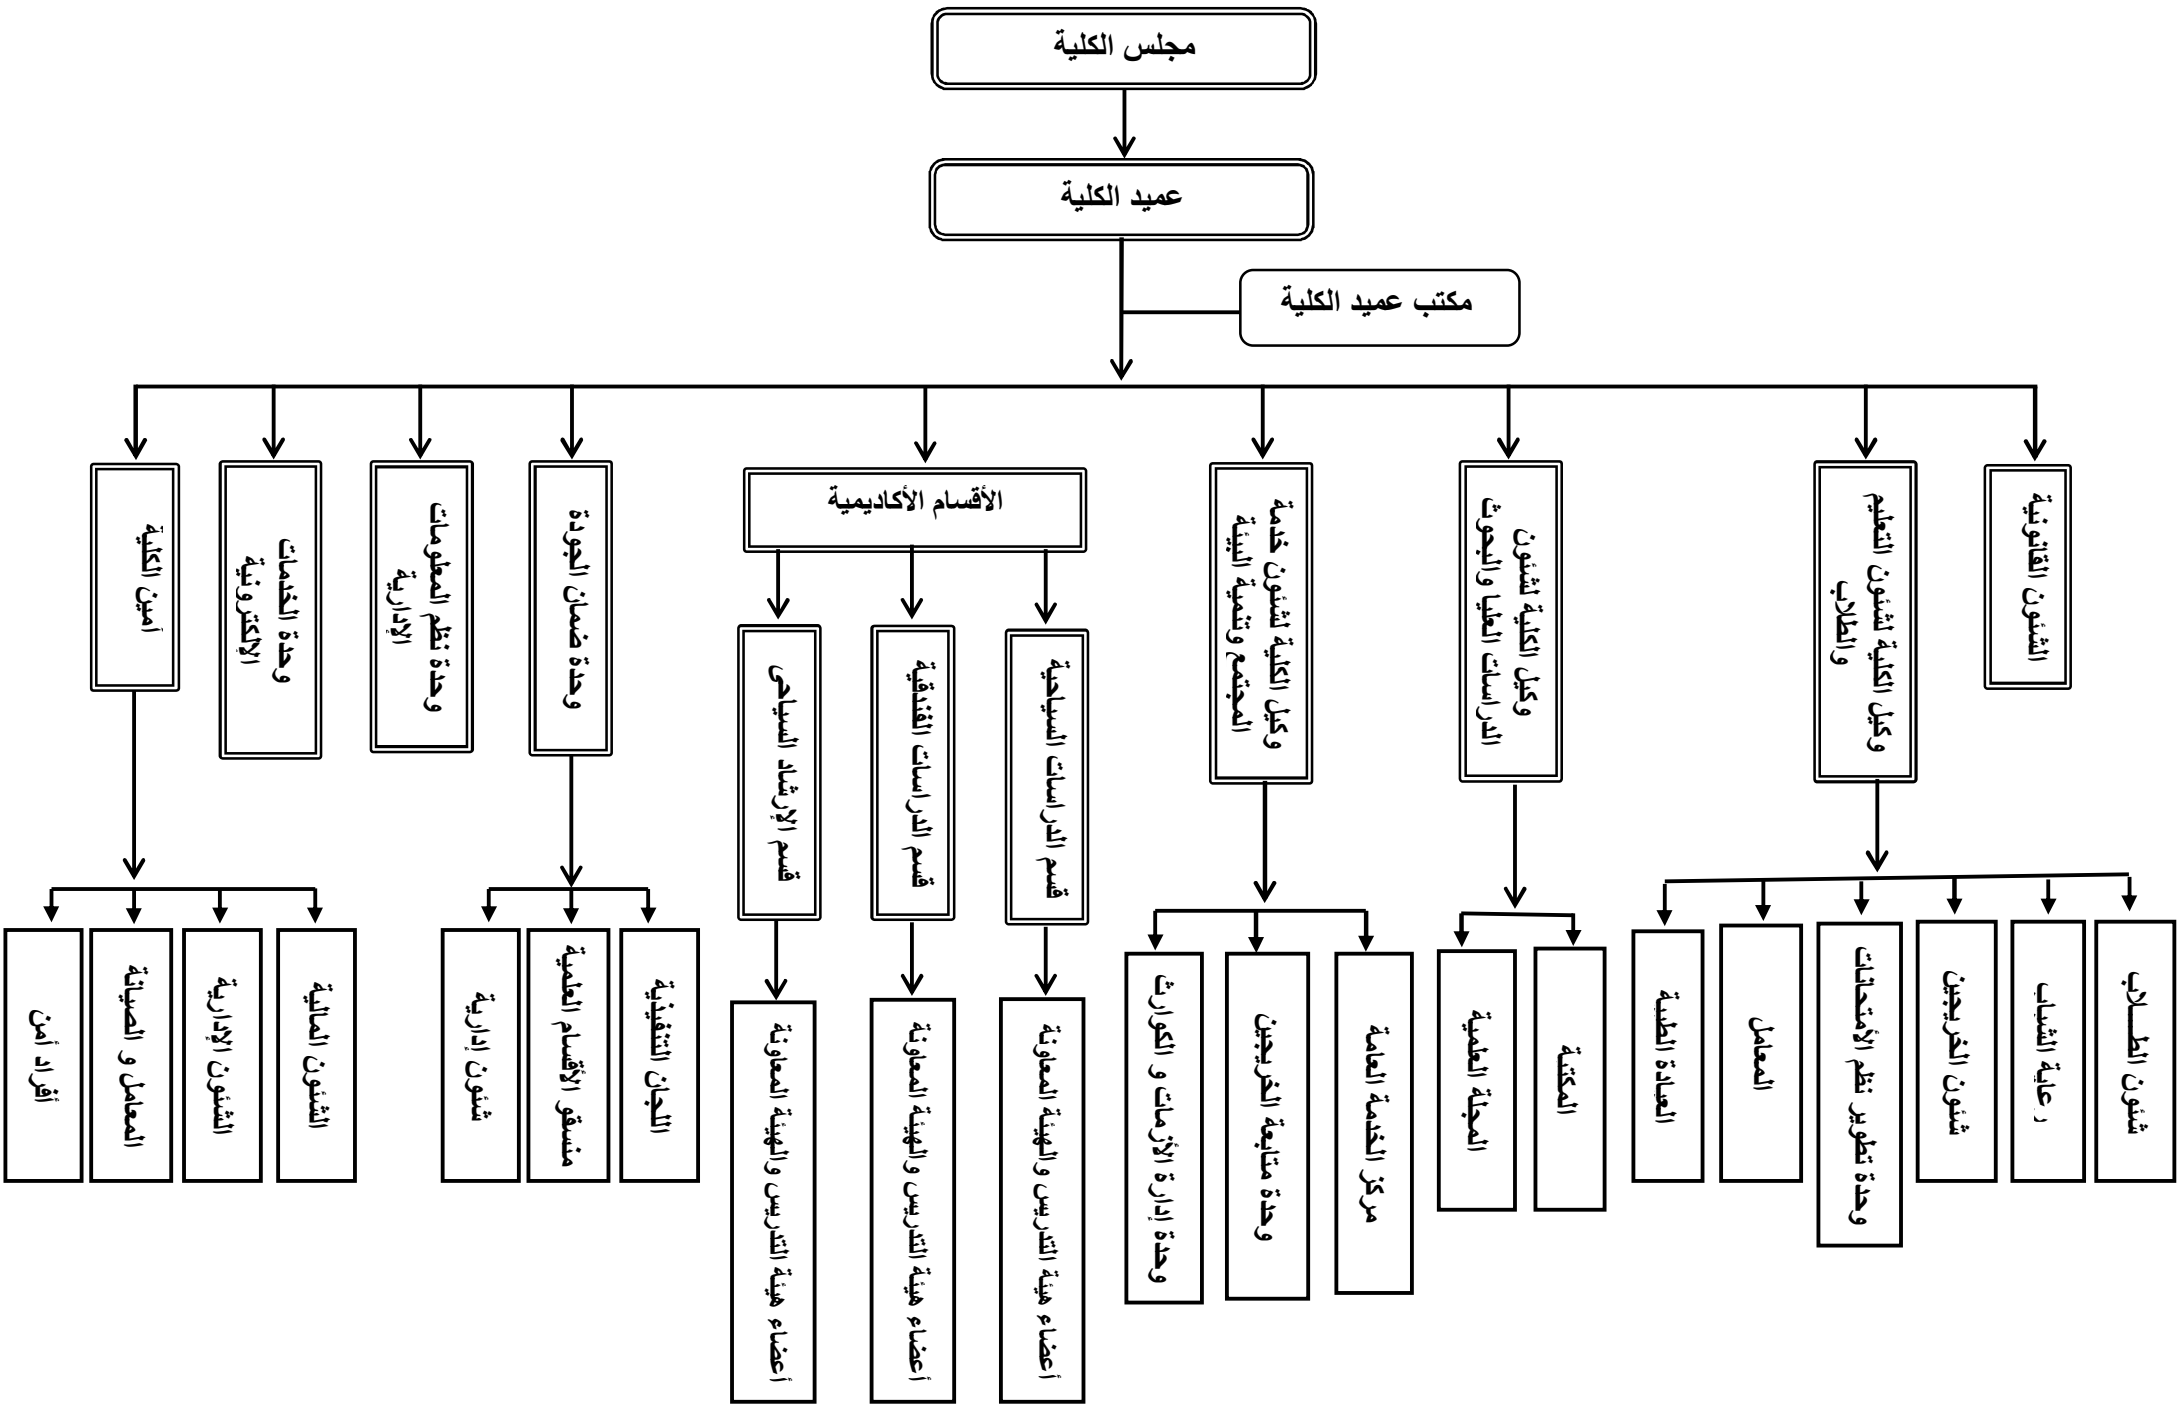 مجلس الكلية
عميد الكلية
مكتب عميد الكلية
الشئون القانونية
وكيل الكلية لشئون التعليم
والطلاب
وكيل الكلية لشئون
الدراسات العليا والبحوث
وكيل الكلية لشئون خدمة
المجتمع وتنمية البيئة
الأقسام الأكاديمية
وحدة ضمان الجودة
وحدة نظم المعلومات
الإدارية
وحدة الخدمات
الإلكترونية
أمين الكلية
قسم الدراسات السياحية
قسم الدراسات الفندقية
قسم الإرشاد السياحى
شئون الطـــلاب
رعاية الشباب
شئون الخريجين
وحدة تطوير نظم الأمتحانات
المعامل
العيادة الطبية
المكتبة
المجلة العلمية
مركز الخدمة العامة
وحدة متابعة الخريجين
وحدة إدارة الأزمات و الكوارث
أعضاء هيئة التدريس والهيئة المعاونة
أعضاء هيئة التدريس والهيئة المعاونة
أعضاء هيئة التدريس والهيئة المعاونة
اللجان التنفيذية
منسقو الأقسام العلمية
شئون إدارية
الشئون المالية
الشئون الإدارية
المعامل و الصيانة
أفراد أمن